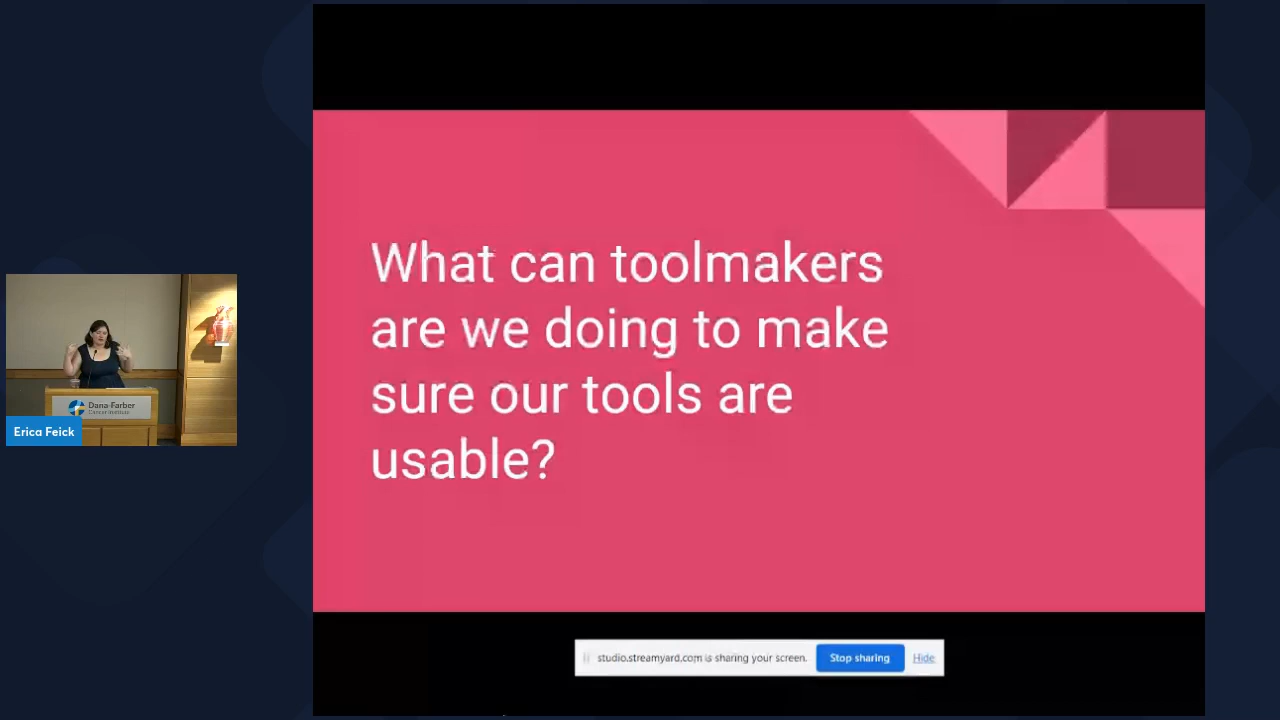 What can toolmakers
are we doing to make
sure our tools are
usable?
Dana-Farber
Cancer Institute
Erica Feick
studio.streamyard.com is sharing your screen.
Stop sharing
Hide